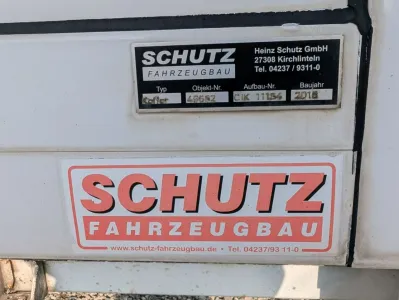 SCHUTZ
FAHRZEUGBAU
Heinz Schutz GmbH
27308 Kirchlinteln
Tel. 04237 / 9311-0
Typ Objekt-Nr. Aufbau-Nr. Baujahr
Koffer
SCHUTZ
FAHRZEUGBAU
www.schutz-fahrzeugbau.de • Tel. 04237/93 11-0